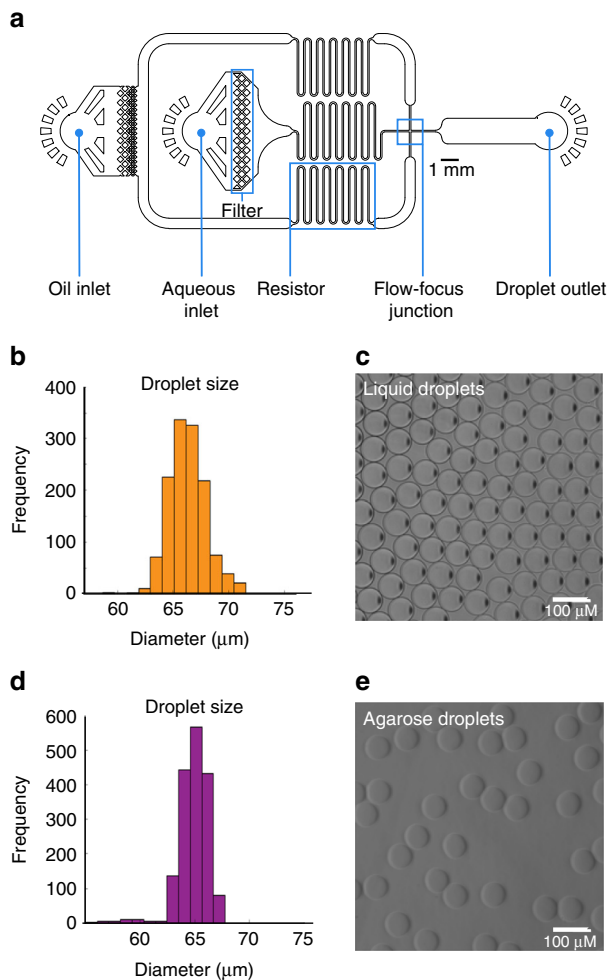 a
Filter
1 mm
Oil inlet
Aqueous
inlet
Resistor
Flow-focus
junction
Droplet outlet
b
Droplet size
400
300
200
100
0
Frequency
60
65
70
75
Diameter (μm)
c
Liquid droplets
100 μM
d
Droplet size
600
500
400
300
200
100
0
Frequency
60
65
70
75
Diameter (μm)
e
Agarose droplets
100 μM